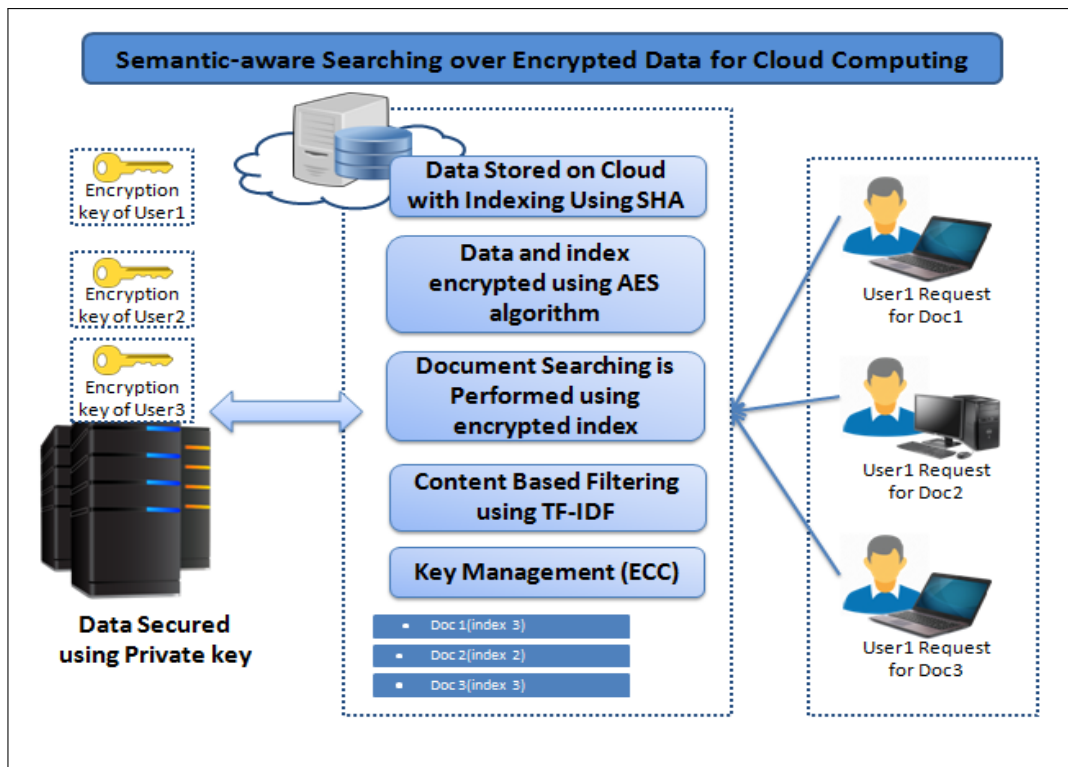 Semantic-aware Searching over Encrypted Data for Cloud Computing
Encryption
key of User1
Encryption
key of User2
Encryption
key of User3
Data Secured
using Private key
Data Stored on Cloud
with Indexing Using SHA
Data and index
encrypted using AES
algorithm
Document Searching is
Performed using
encrypted index
Content Based Filtering
using TF-IDF
Key Management (ECC)
• Doc 1(index 3)
• Doc 2(index 2)
• Doc 3(index 3)
User1 Request
for Doc1
User1 Request
for Doc2
User1 Request
for Doc3